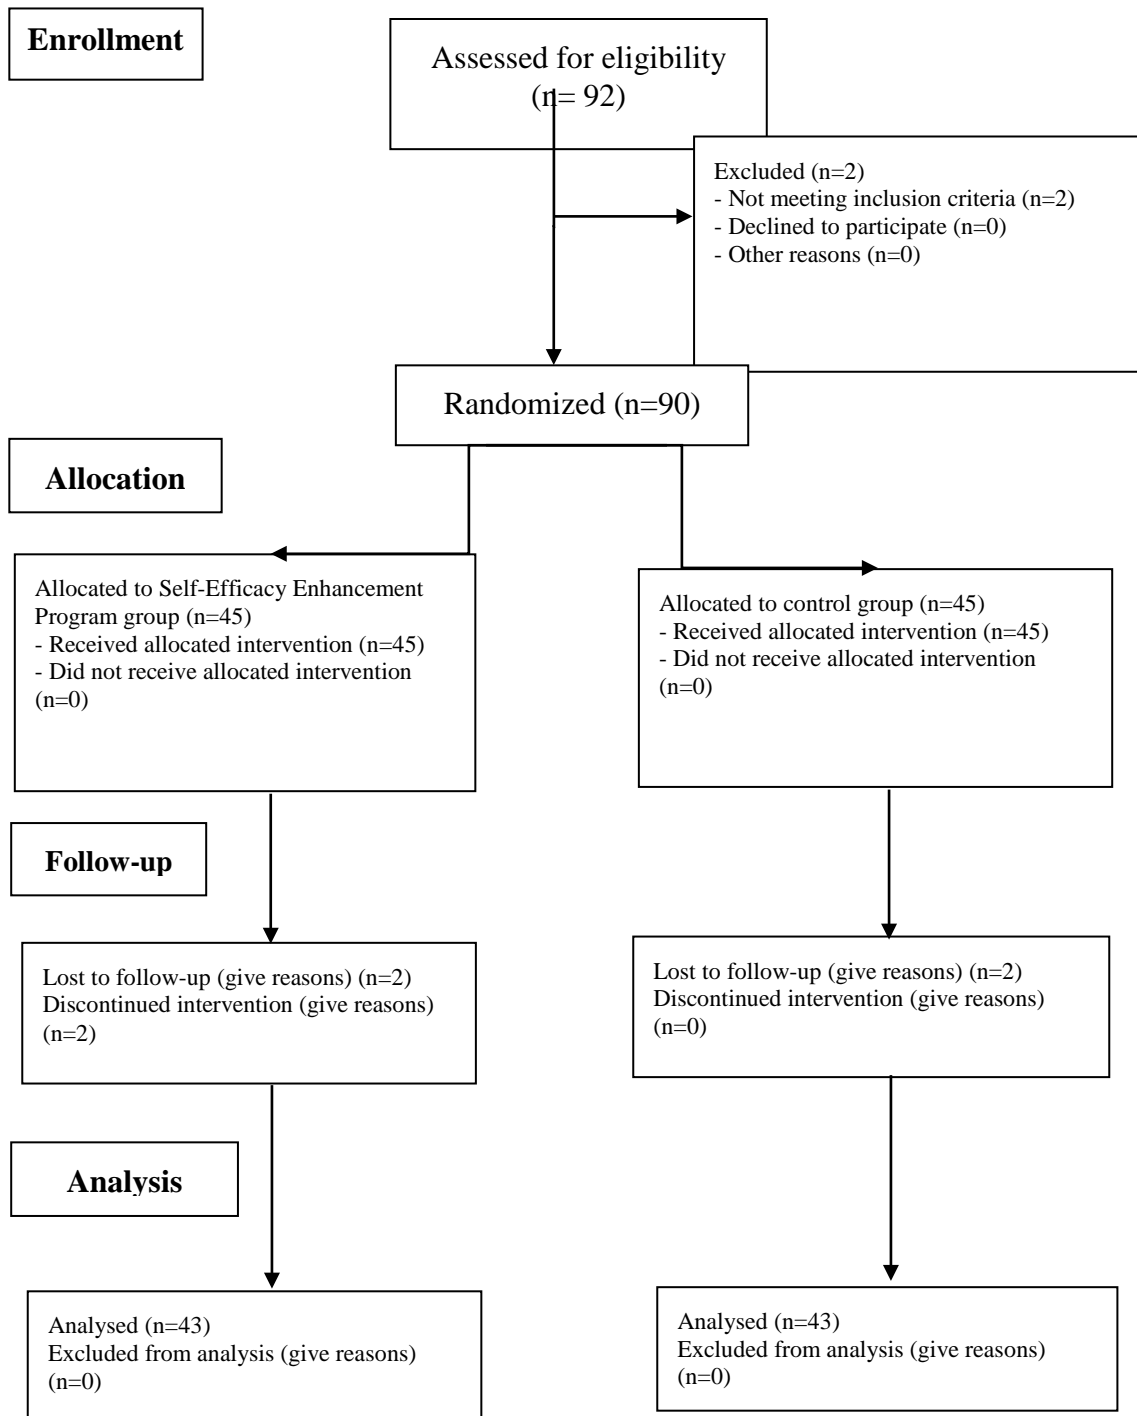 Enrollment
Assessed for eligibility
(n= 92)
Excluded (n=2)
- Not meeting inclusion criteria (n=2)
- Declined to participate (n=0)
- Other reasons (n=0)
Randomized (n=90)
Allocation
Allocated to Self-Efficacy Enhancement
Program group (n=45)
- Received allocated intervention (n=45)
- Did not receive allocated intervention
(n=0)
Allocated to control group (n=45)
- Received allocated intervention (n=45)
- Did not receive allocated intervention
(n=0)
Follow-up
Lost to follow-up (give reasons) (n=2)
Discontinued intervention (give reasons)
(n=2)
Lost to follow-up (give reasons) (n=2)
Discontinued intervention (give reasons)
(n=0)
Analysis
Analysed (n=43)
Excluded from analysis (give reasons)
(n=0)
Analysed (n=43)
Excluded from analysis (give reasons)
(n=0)